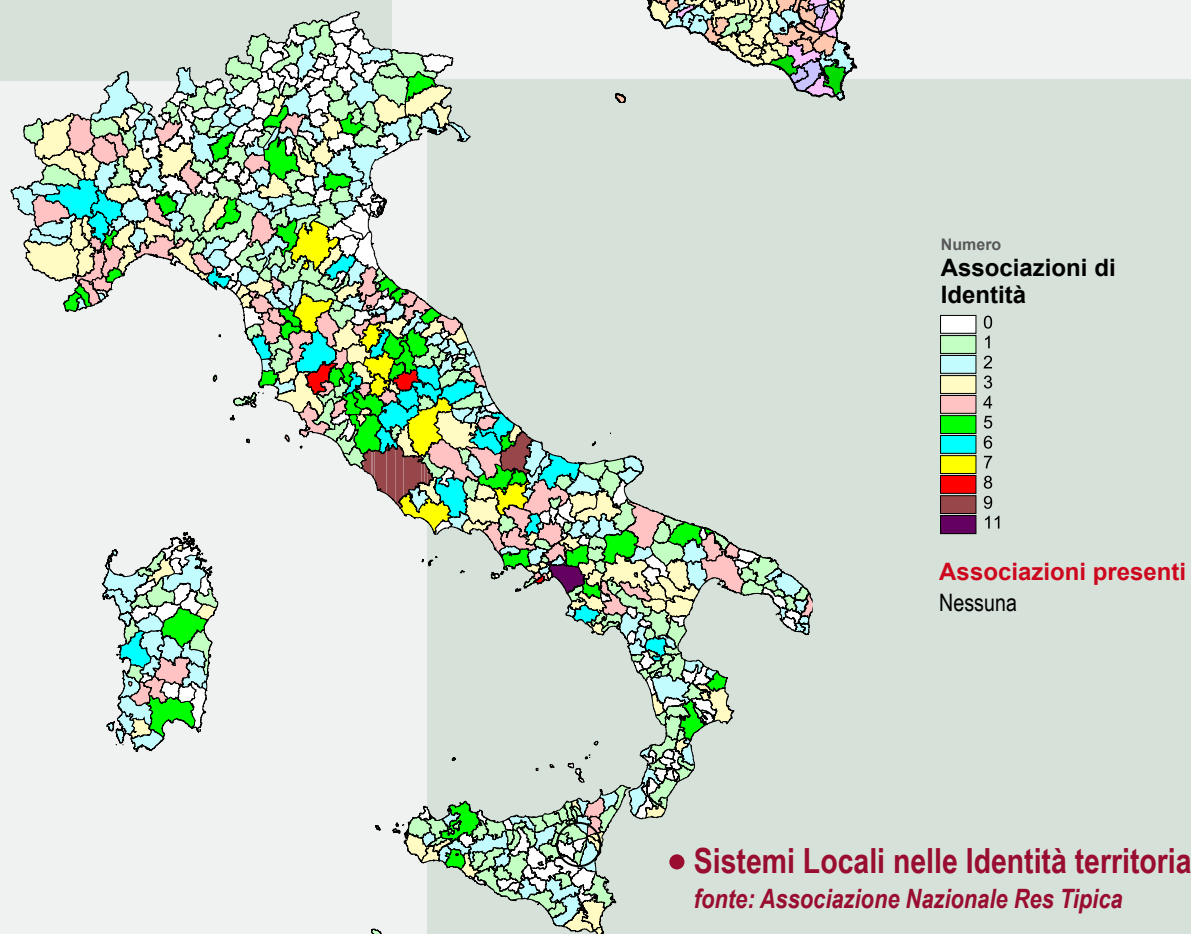 Numero
Associazioni di
Identità
0
1
2
3
4
5
6
7
8
9
11
Associazioni presenti
Nessuna
• Sistemi Locali nelle Identità territoria
fonte: Associazione Nazionale Res Tipica